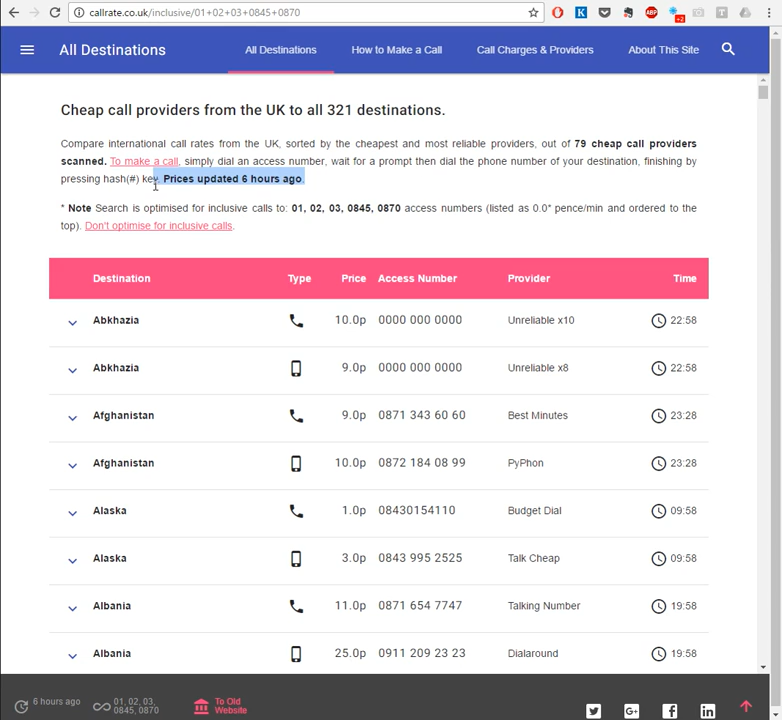 callrate.co.uk/inclusive/01+02+03+0845+0870
All Destinations
All Destinations
How to Make a Call
Call Charges & Providers
About This Site
Cheap call providers from the UK to all 321 destinations.
Compare international call rates from the UK, sorted by the cheapest and most reliable providers, out of 79 cheap call providers
scanned. To make a call, simply dial an access number, wait for a prompt then dial the phone number of your destination, finishing by
pressing hash(#) key. Prices updated 6 hours ago.
* Note Search is optimised for inclusive calls to: 01, 02, 03, 0845, 0870 access numbers (listed as 0.0* pence/min and ordered to the
top). Don't optimise for inclusive calls.
Destination Type Price Access Number Provider Time
Abkhazia 10.0p 0000 000 0000 Unreliable x10 22:58
Abkhazia 9.0p 0000 000 0000 Unreliable x8 22:58
Afghanistan 9.0p 0871 343 60 60 Best Minutes 23:28
Afghanistan 10.0p 0872 184 08 99 PyPhon 23:28
Alaska 1.0p 08430154110 Budget Dial 09:58
Alaska 3.0p 0843 995 2525 Talk Cheap 09:58
Albania 11.0p 0871 654 7747 Talking Number 19:58
Albania 25.0p 0911 209 23 23 Dialaround 19:58
6 hours ago
01, 02, 03,
0845, 0870
To Old
Website